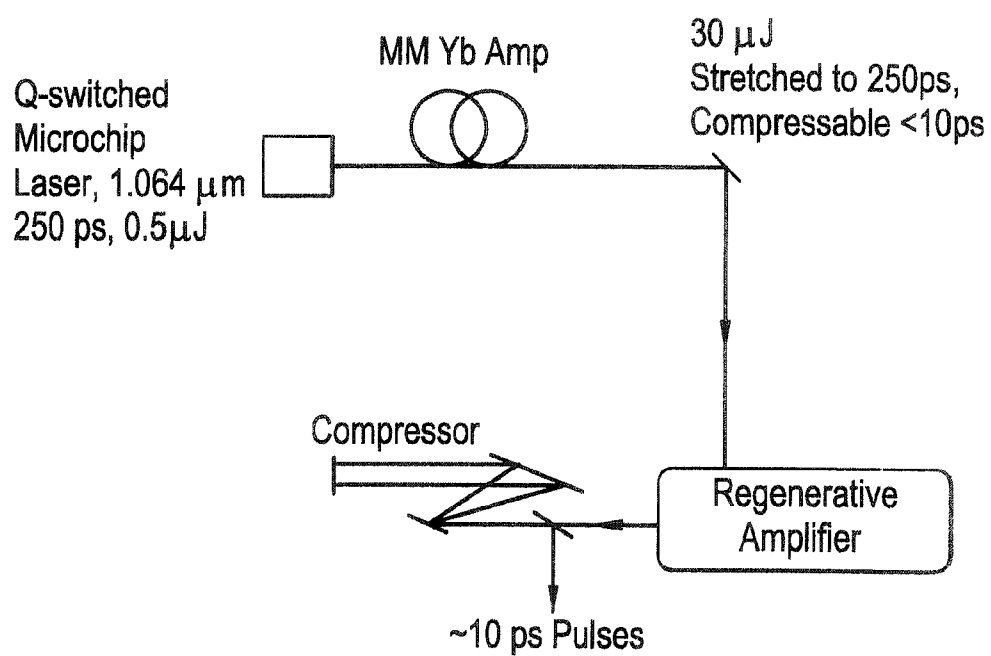 MM Yb Amp
30 μJ
Stretched to 250ps,
Compressable <10ps
Q-switched
Microchip
Laser, 1.064 μm
250 ps, 0.5μJ
Compressor
Regenerative
Amplifier
~10 ps Pulses